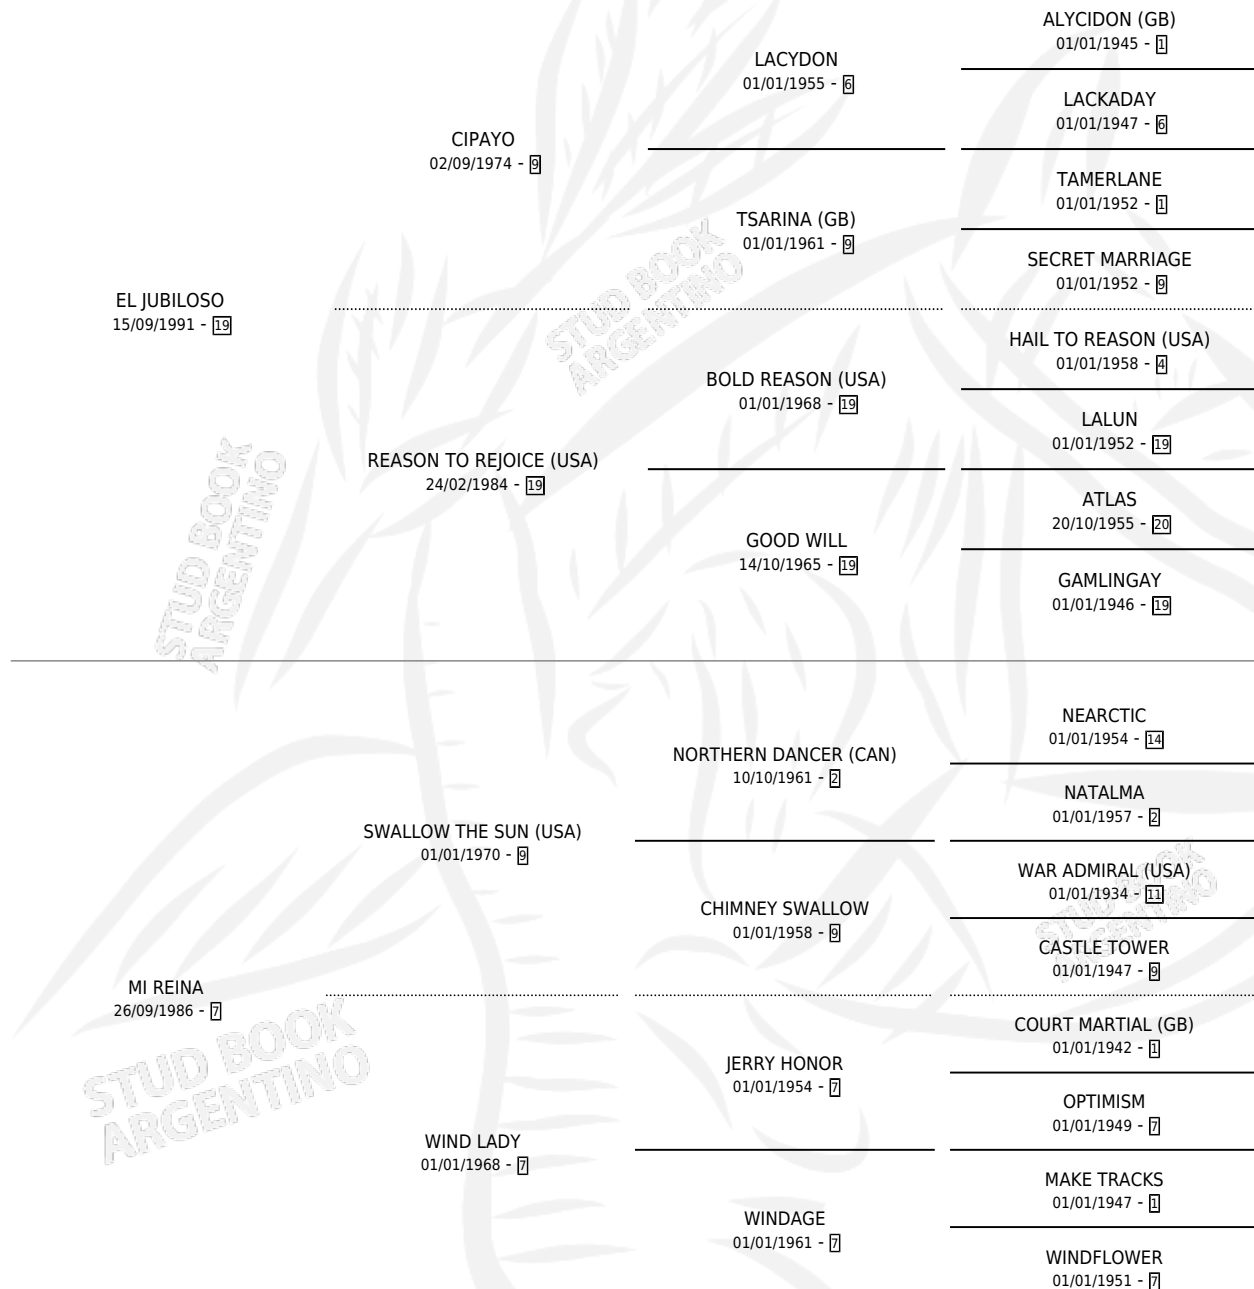 EL JUBILOSO
15/09/1991 - 19
CIPAYO
02/09/1974 - 9
LACYDON
01/01/1955 - 6
ALYCIDON (GB)
01/01/1945 - 1
LACKADAY
01/01/1947 - 6
TSARINA (GB)
01/01/1961 - 9
TAMERLANE
01/01/1952 - 1
SECRET MARRIAGE
01/01/1952 - 9
REASON TO REJOICE (USA)
24/02/1984 - 19
BOLD REASON (USA)
01/01/1968 - 19
HAIL TO REASON (USA)
01/01/1958 - 4
LALUN
01/01/1952 - 19
GOOD WILL
14/10/1965 - 19
ATLAS
20/10/1955 - 20
GAMLINGAY
01/01/1946 - 19
MI REINA
26/09/1986 - 7
SWALLOW THE SUN (USA)
01/01/1970 - 9
NORTHERN DANCER (CAN)
10/10/1961 - 2
NEARCTIC
01/01/1954 - 14
NATALMA
01/01/1957 - 2
CHIMNEY SWALLOW
01/01/1958 - 9
WAR ADMIRAL (USA)
01/01/1934 - 11
CASTLE TOWER
01/01/1947 - 9
WIND LADY
01/01/1968 - 7
JERRY HONOR
01/01/1954 - 7
COURT MARTIAL (GB)
01/01/1942 - 1
OPTIMISM
01/01/1949 - 7
WINDAGE
01/01/1961 - 7
MAKE TRACKS
01/01/1947 - 1
WINDFLOWER
01/01/1951 - 7
STUD BOOK
ARGENTINO
STUD BOOK
ARGENTINO
STUD BOOK
ARGENTINO
STUD BOOK
ARGENTINO